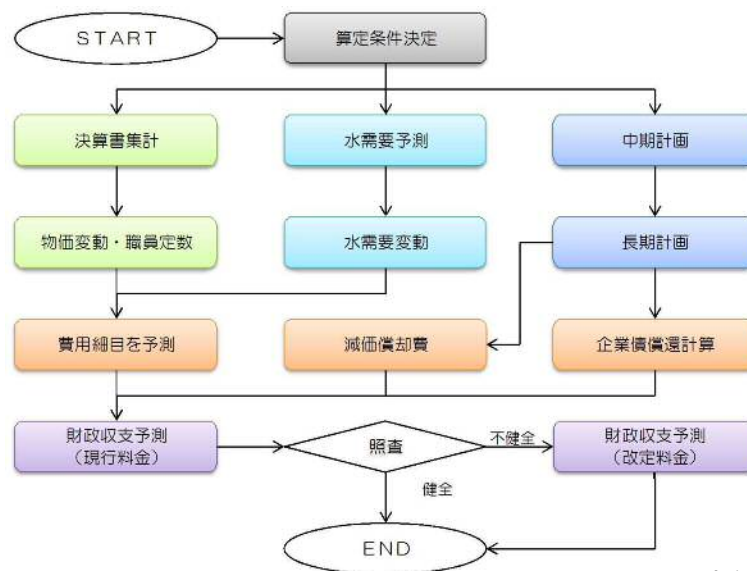 START
算定条件決定
決算書集計
水需要予測
中期計画
物価変動・職員定数
水需要変動
長期計画
費用細目を予測
減価償却費
企業債償還計算
財政収支予測
（現行料金）
照査
不健全
財政収支予測
（改定料金）
健全
END